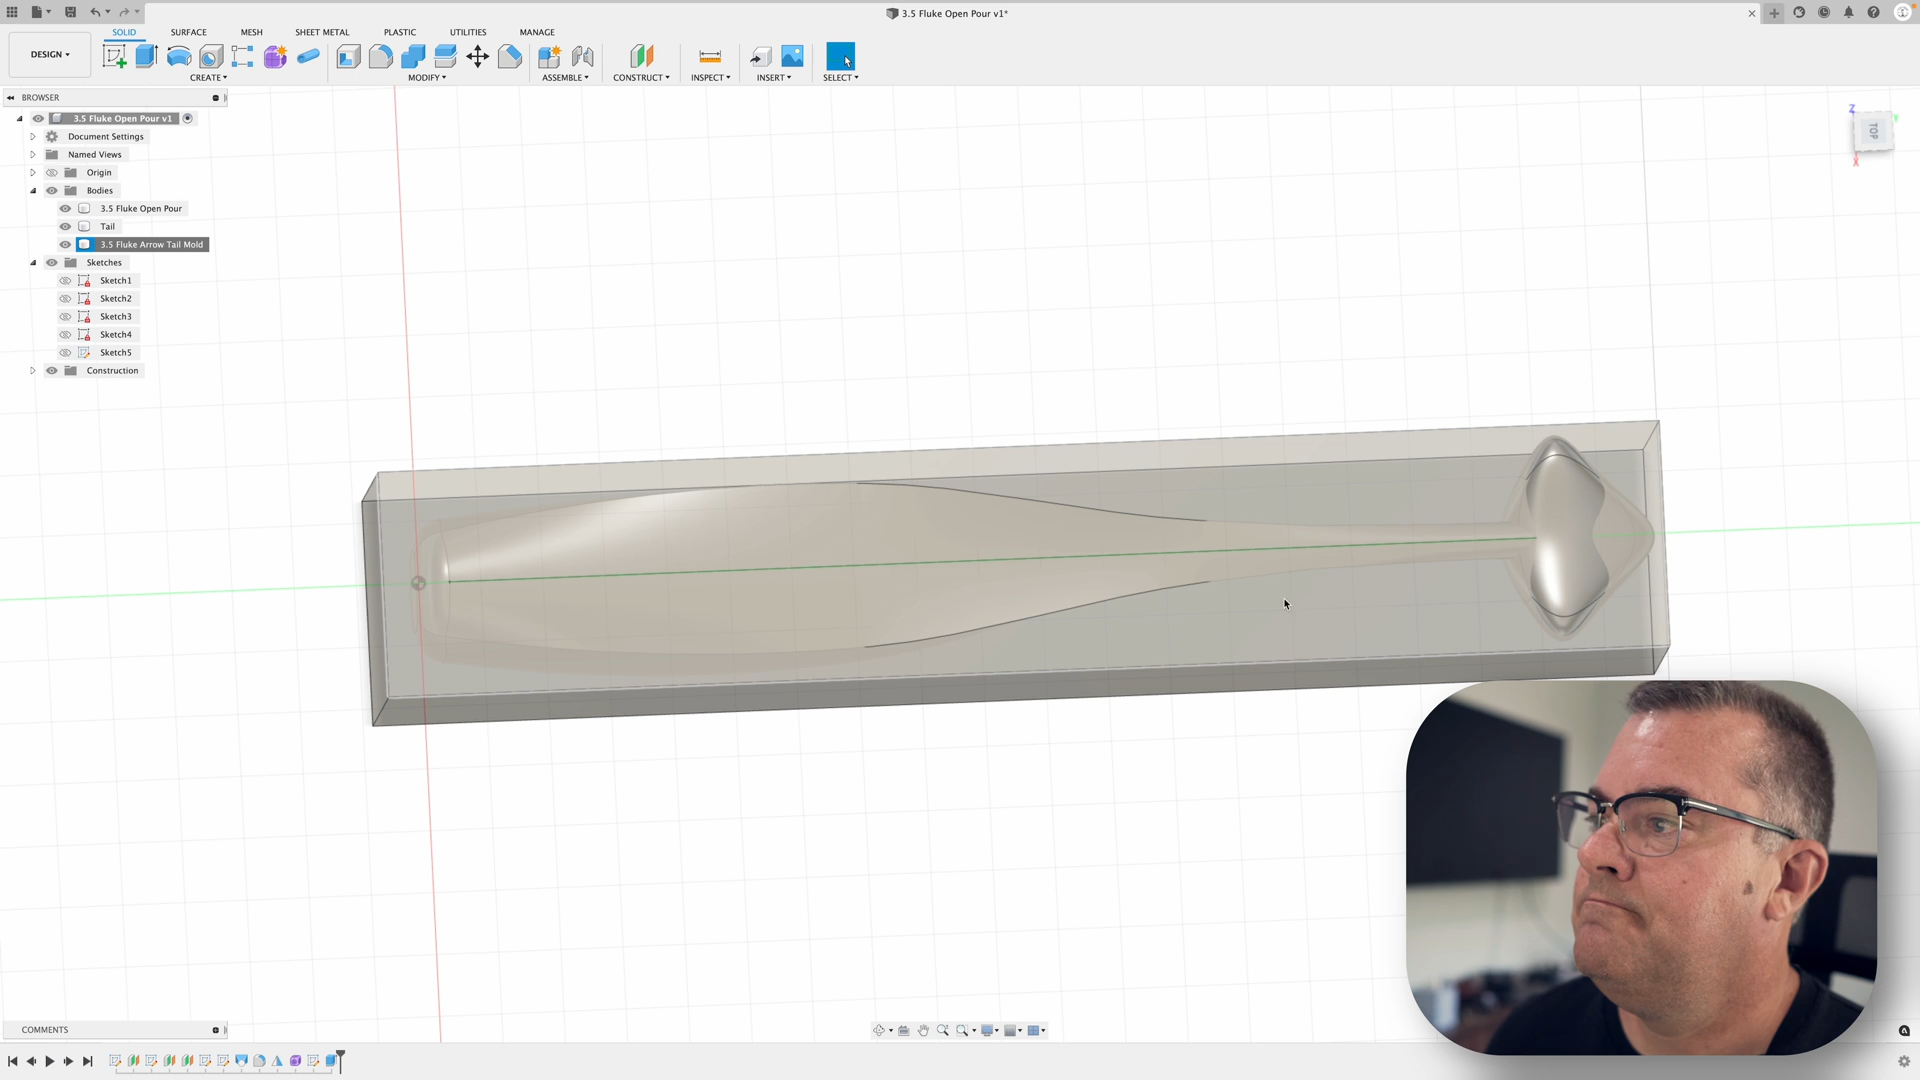 3.5 Fluke Open Pour v1*
DESIGN
SOLID
SURFACE
MESH
SHEET METAL
PLASTIC
UTILITIES
MANAGE
CREATE
MODIFY
ASSEMBLE
CONSTRUCT
INSPECT
INSERT
SELECT
BROWSER
3.5 Fluke Open Pour v1
Document Settings
Named Views
Origin
Bodies
3.5 Fluke Open Pour
Tail
3.5 Fluke Arrow Tail Mold
Sketches
Sketch1
Sketch2
Sketch3
Sketch4
Sketch5
Construction
Z
TOP
X
COMMENTS